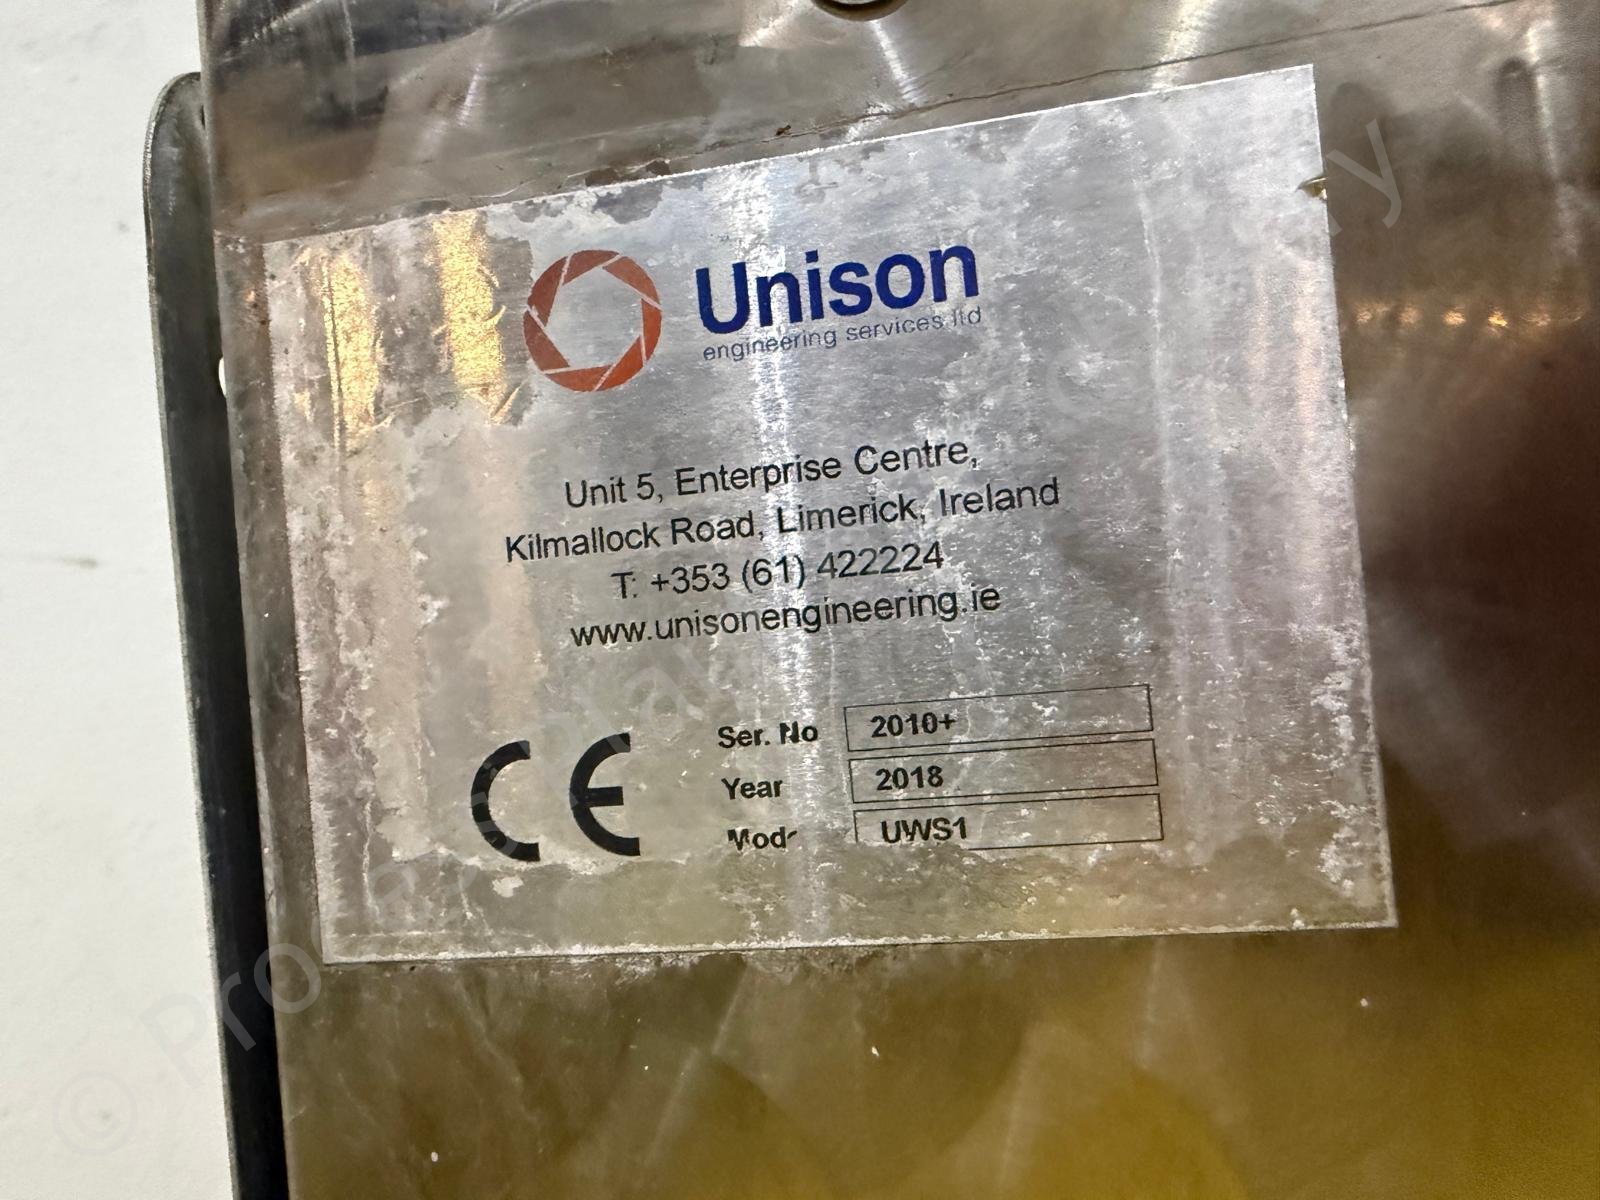 Unison
engineering services ltd
Unit 5, Enterprise Centre,
Kilmallock Road, Limerick, Ireland
T: +353 (61) 422224
www.unisonengineering.ie
CE
Ser. No 2010+
Year 2018
Mod UWS1